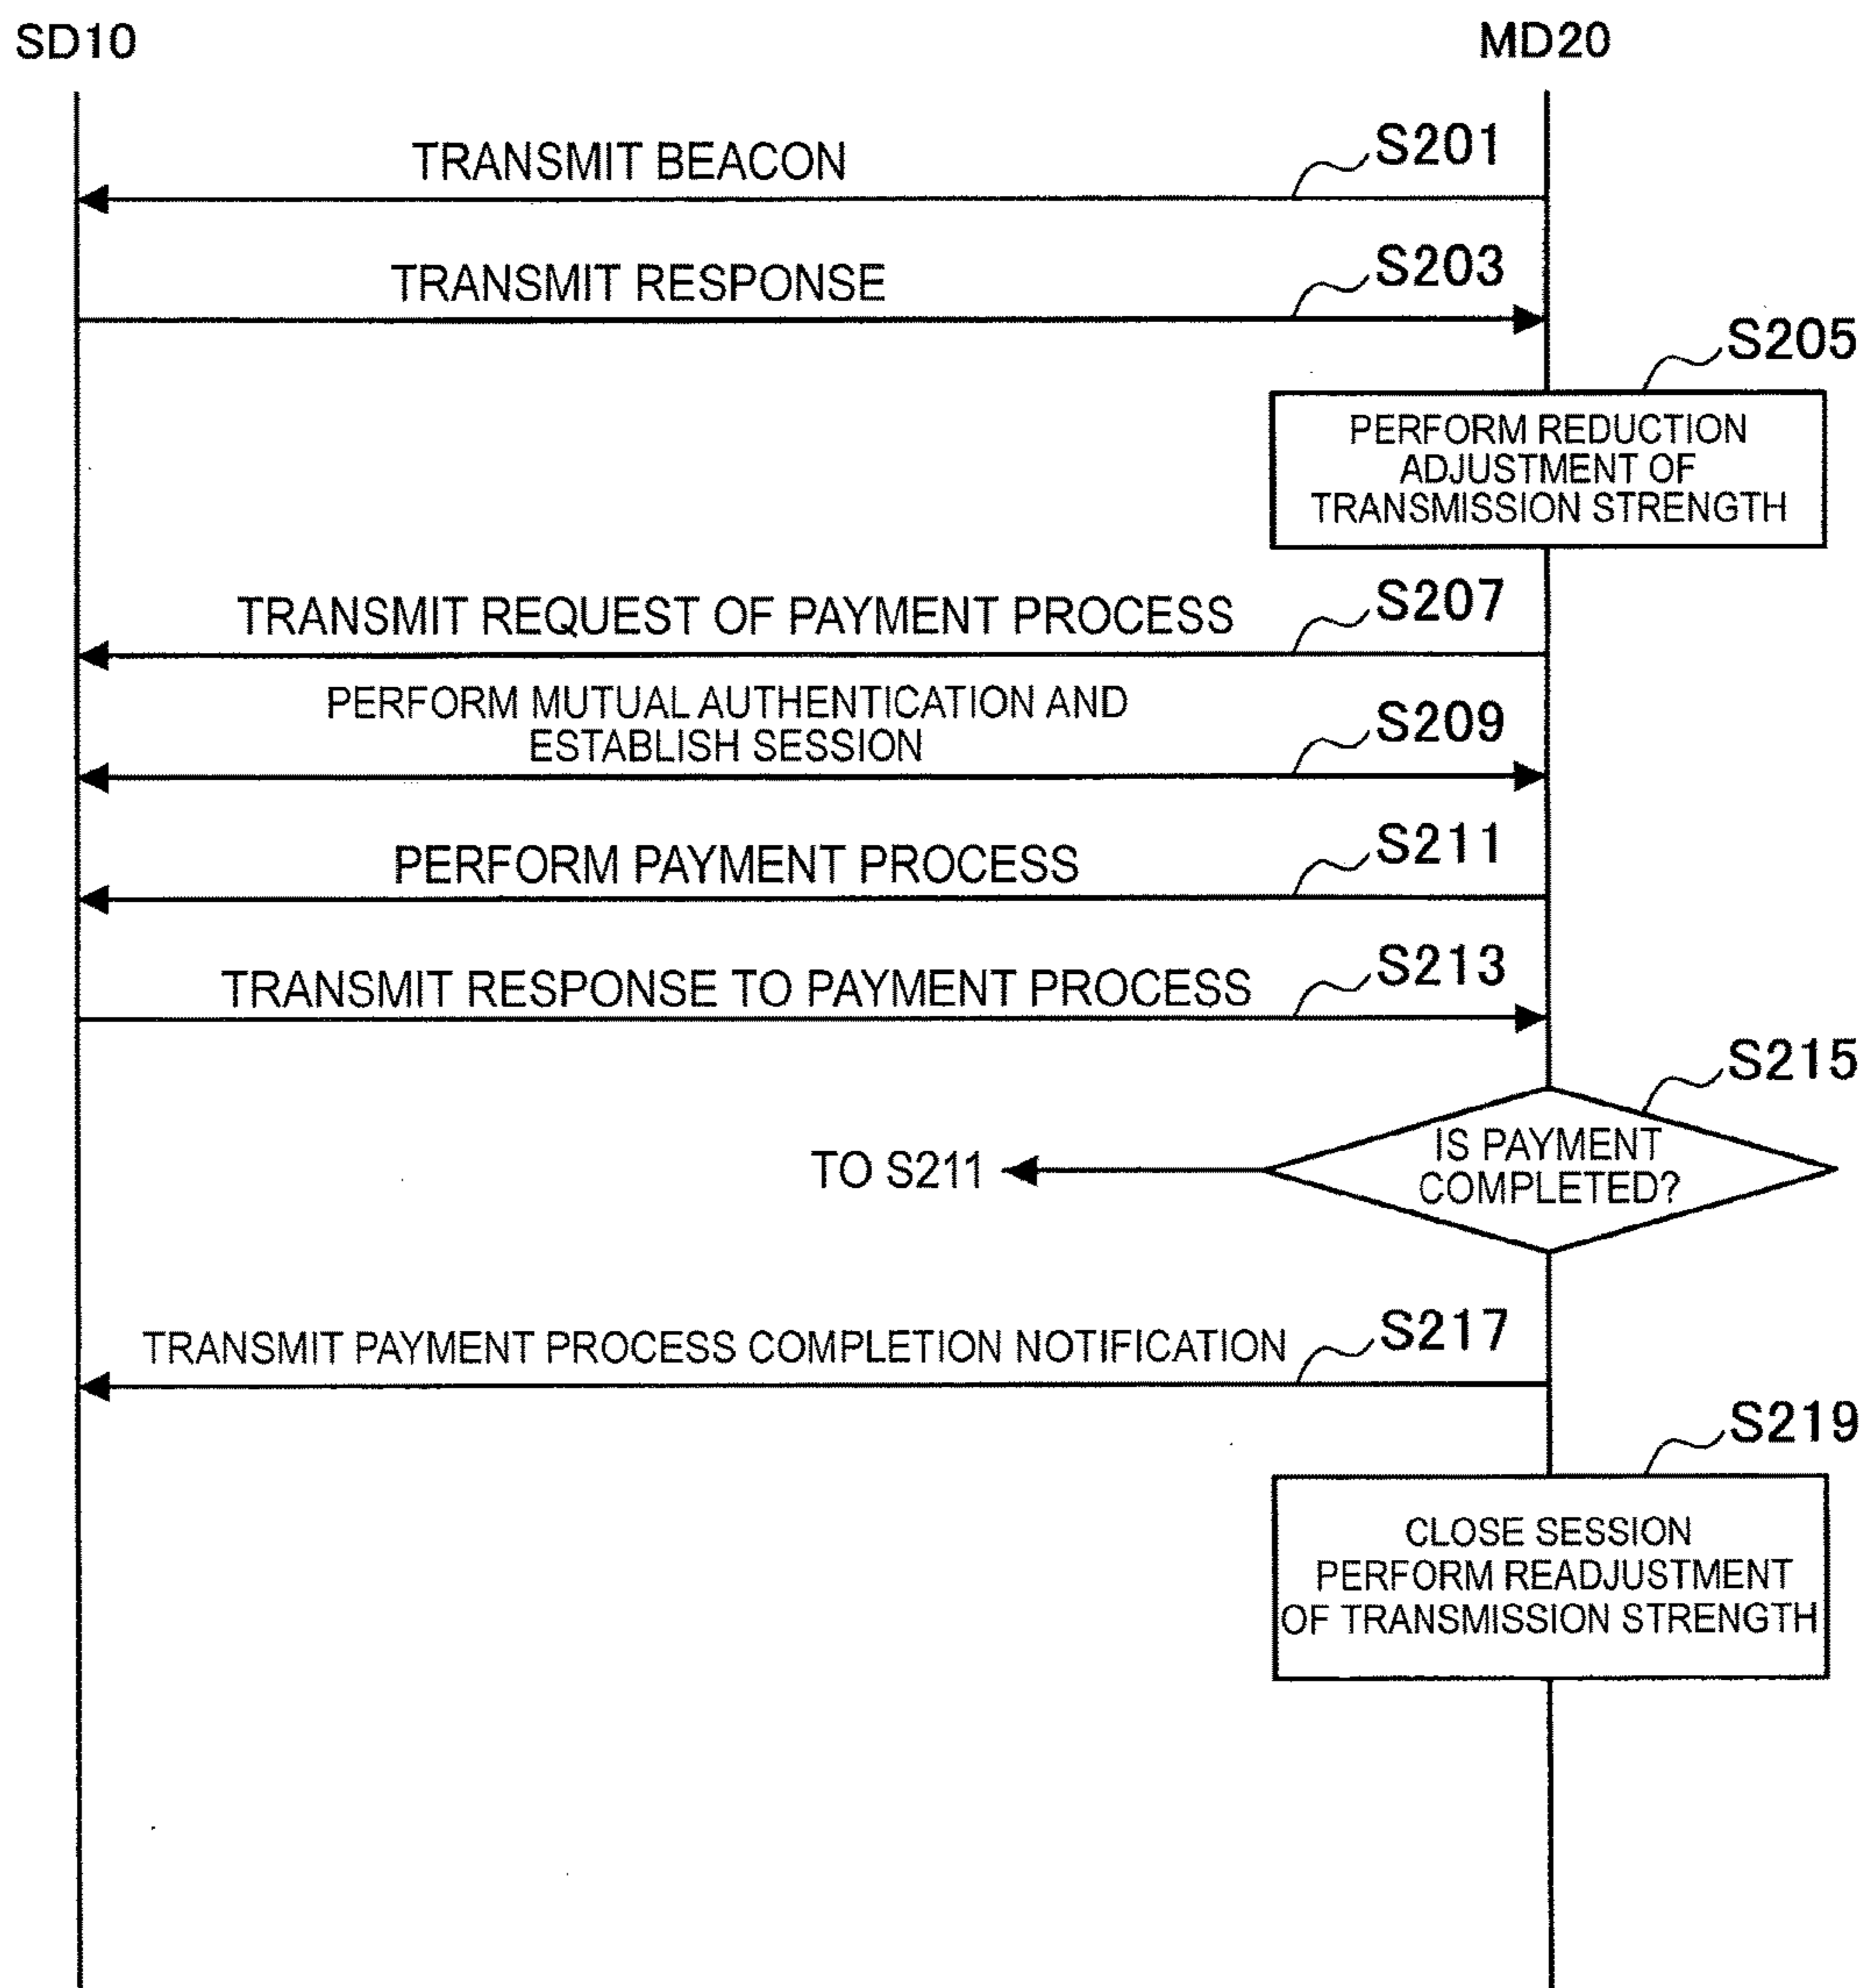 SD10
MD20
S201
TRANSMIT BEACON
S203
TRANSMIT RESPONSE
S205
PERFORM REDUCTION
ADJUSTMENT OF
TRANSMISSION STRENGTH
S207
TRANSMIT REQUEST OF PAYMENT PROCESS
PERFORM MUTUAL AUTHENTICATION AND
ESTABLISH SESSION
S209
S211
PERFORM PAYMENT PROCESS
S213
TRANSMIT RESPONSE TO PAYMENT PROCESS
S215
IS PAYMENT
COMPLETED?
TO S211
S217
TRANSMIT PAYMENT PROCESS COMPLETION NOTIFICATION
S219
CLOSE SESSION
PERFORM READJUSTMENT
OF TRANSMISSION STRENGTH